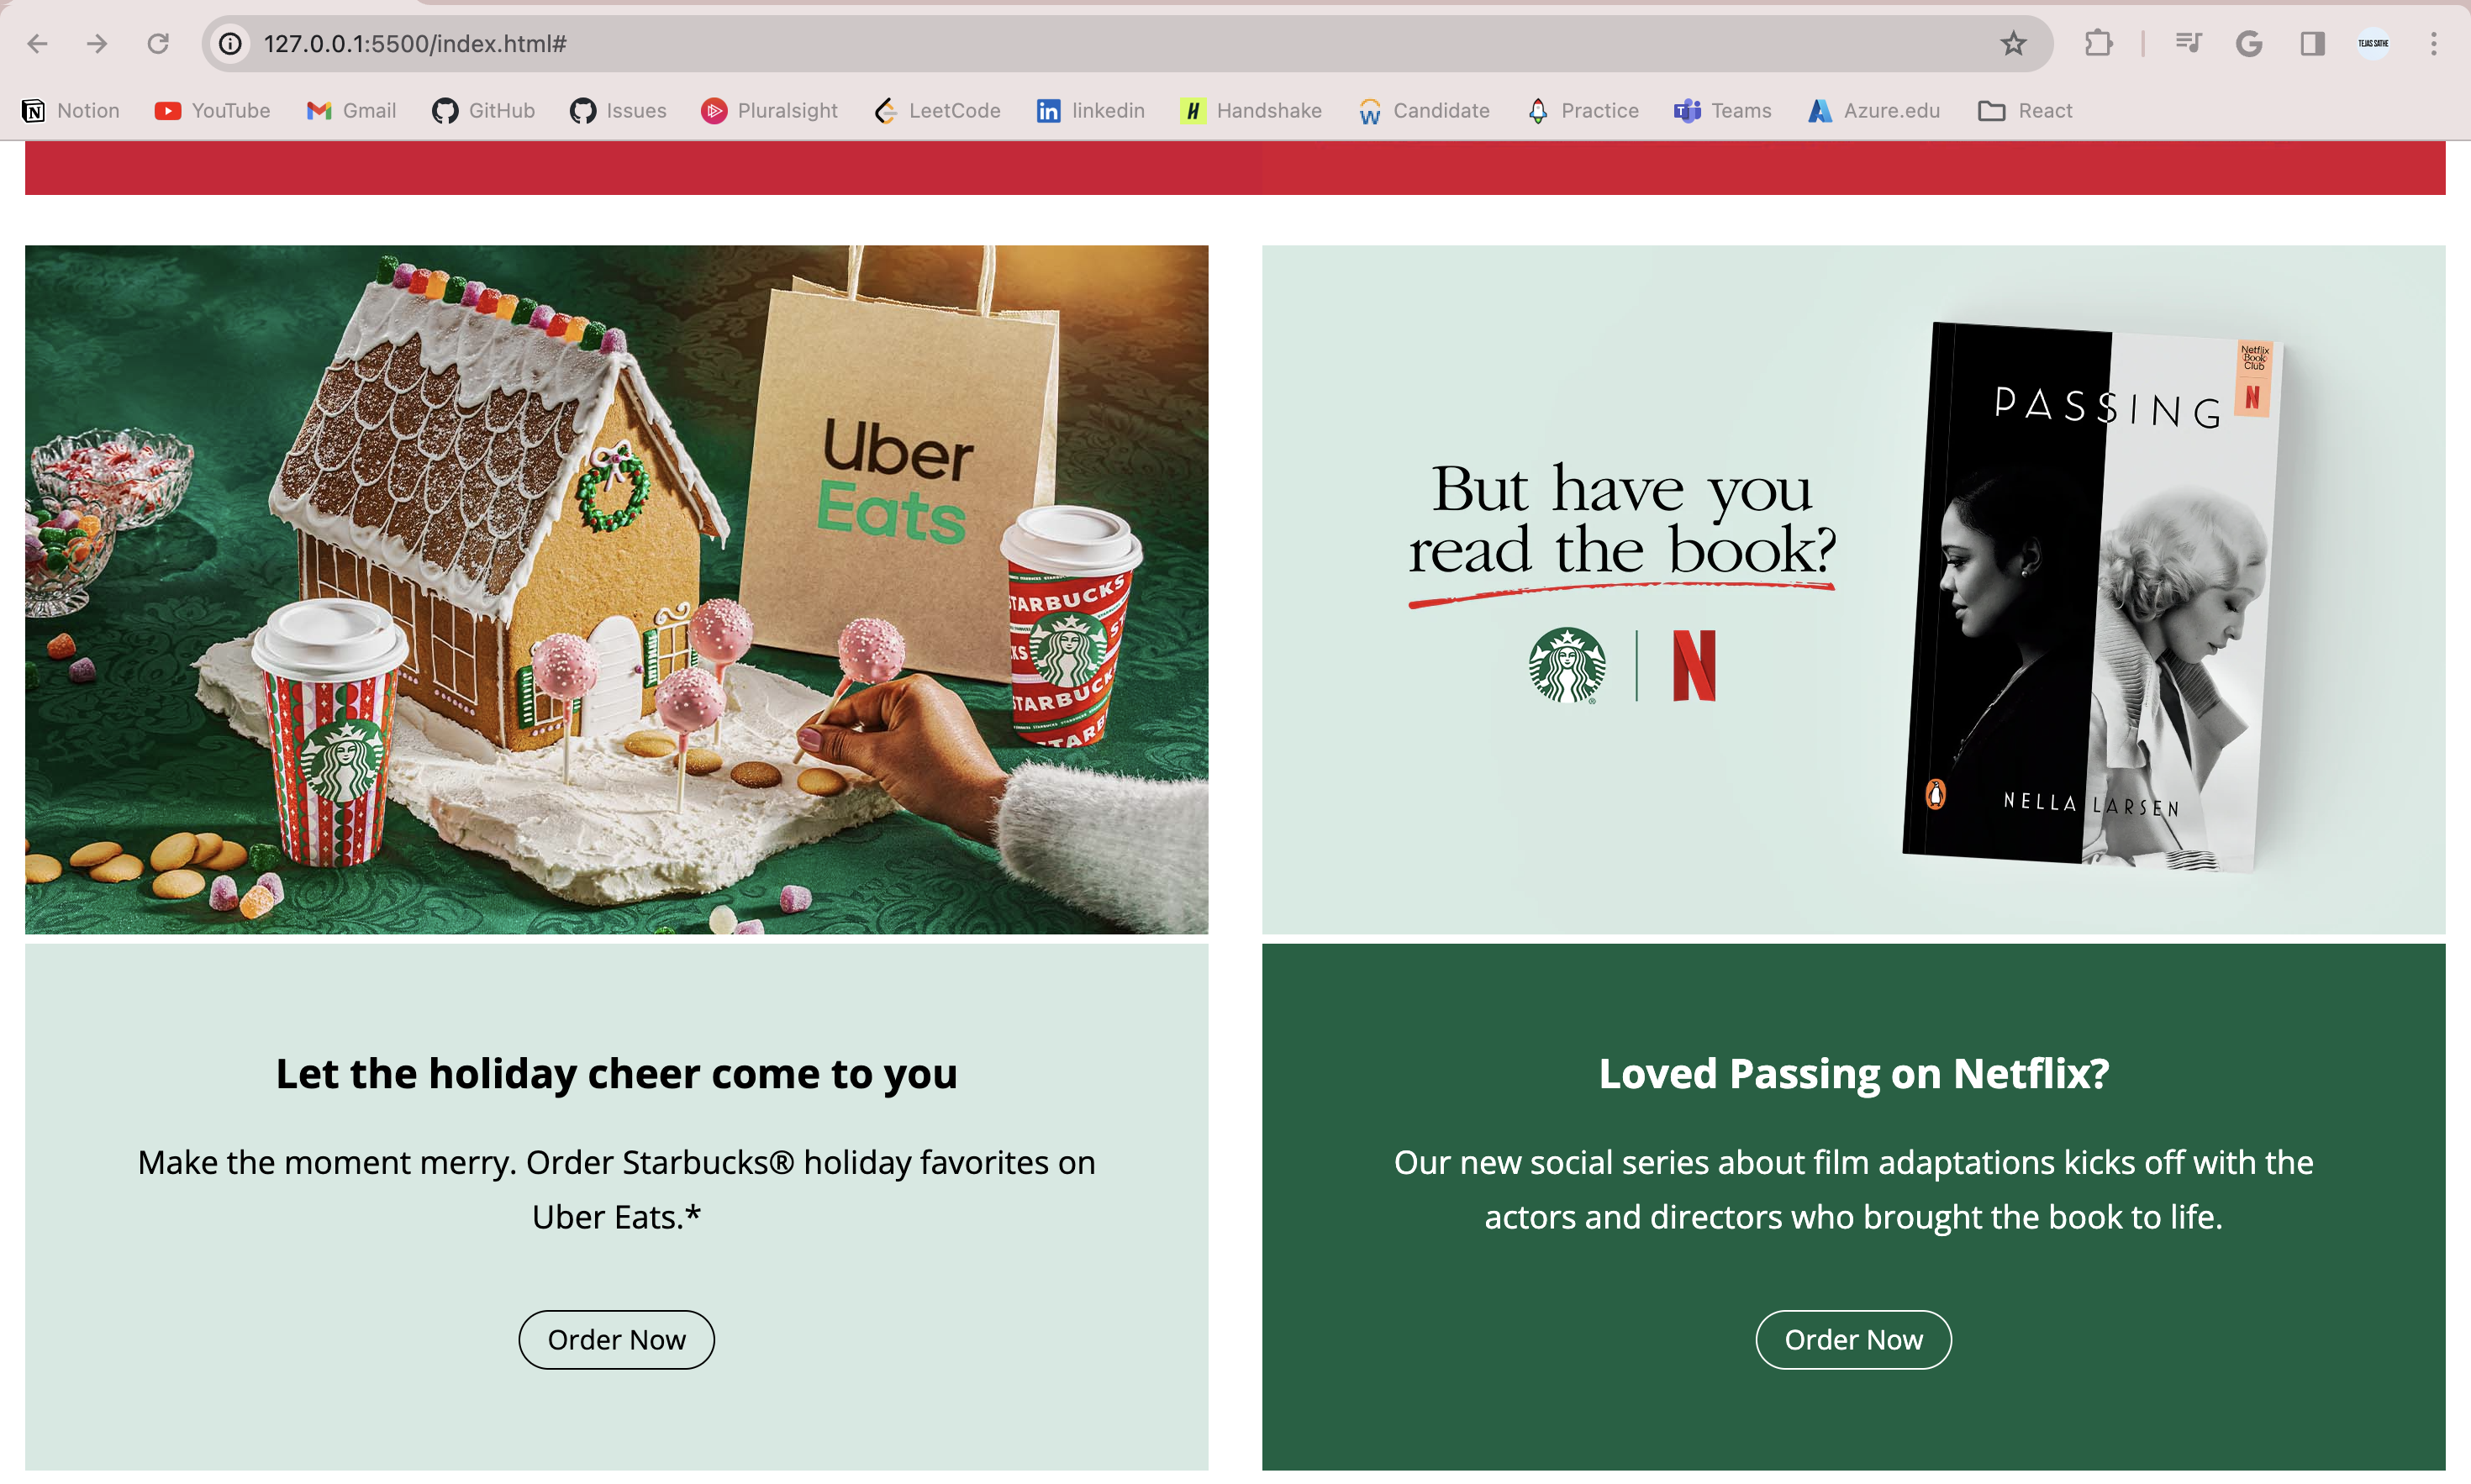 127.0.0.1:5500/index.html#
TEJAS SATHE
Notion YouTube Gmail GitHub Issues Pluralsight LeetCode linkedin Handshake Candidate Practice Teams Azure.edu React
Uber
Eats
STARBUCKS
But have you
read the book?
PASSING
Netflix
Book
Club
N
NELLA LARSEN
Let the holiday cheer come to you
Make the moment merry. Order Starbucks® holiday favorites on
Uber Eats.*
Order Now
Loved Passing on Netflix?
Our new social series about film adaptations kicks off with the
actors and directors who brought the book to life.
Order Now